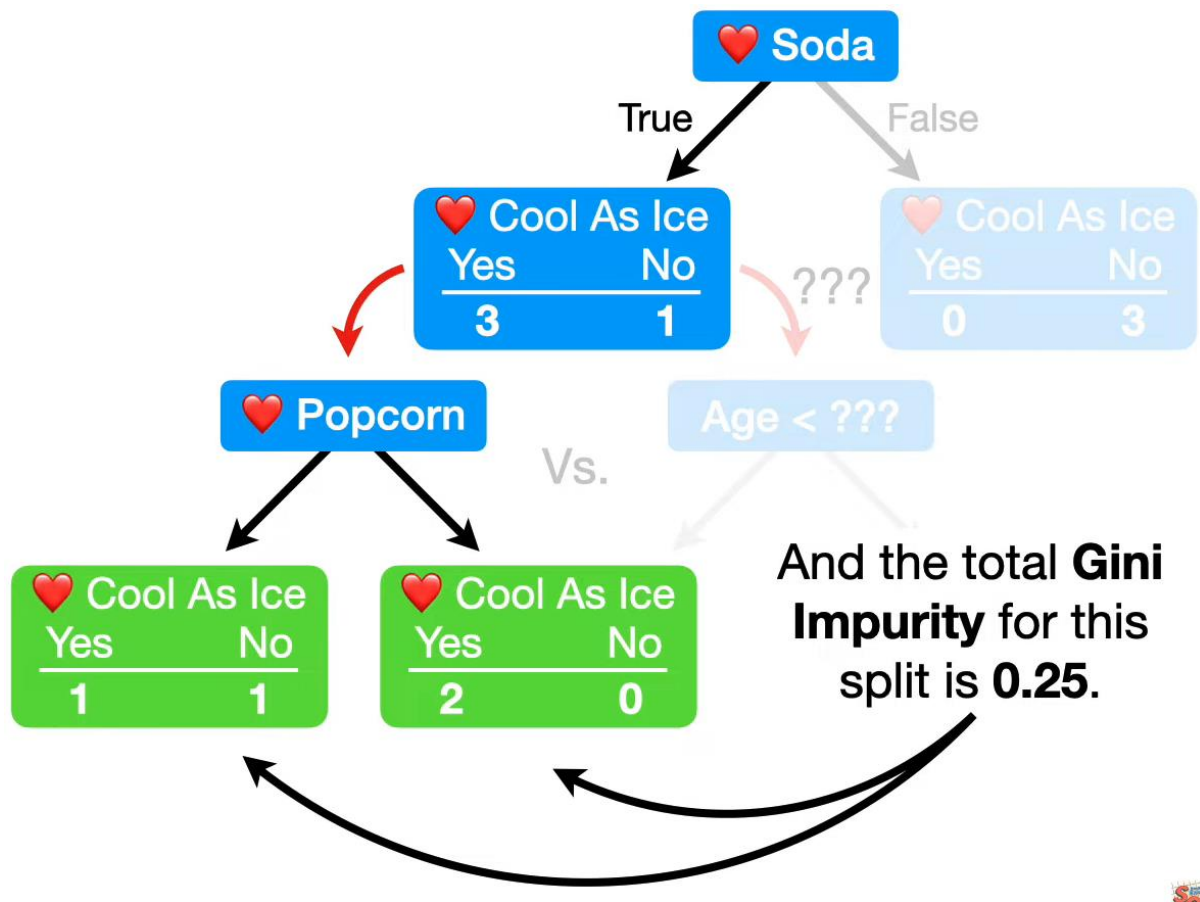 ❤️ Soda
True
False
❤️ Cool As Ice
Yes No
3 1
???
❤️ Cool As Ice
Yes No
0 3
❤️ Popcorn
Vs.
Age < ???
❤️ Cool As Ice
Yes No
1 1
❤️ Cool As Ice
Yes No
2 0
And the total Gini
Impurity for this
split is 0.25.